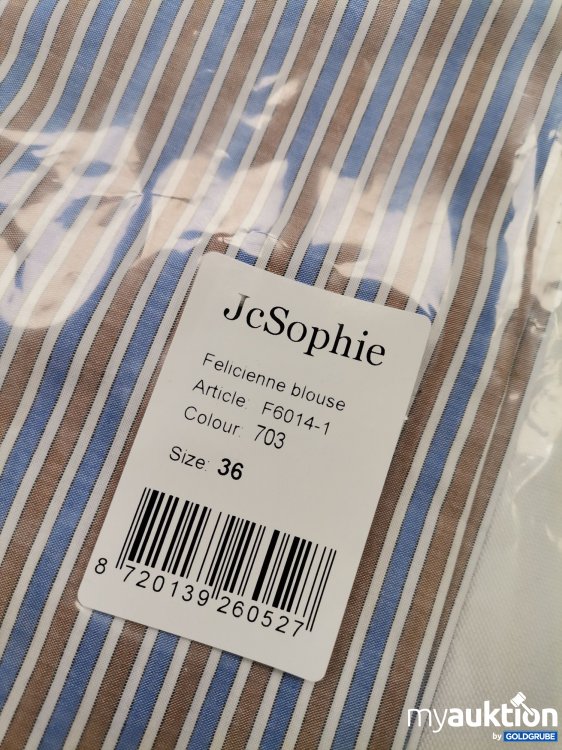 JcSophie
Felicienne blouse
Article: F6014-1
Colour: 703
Size: 36
8 720139 260527
myauktion
by GOLDGRUBE